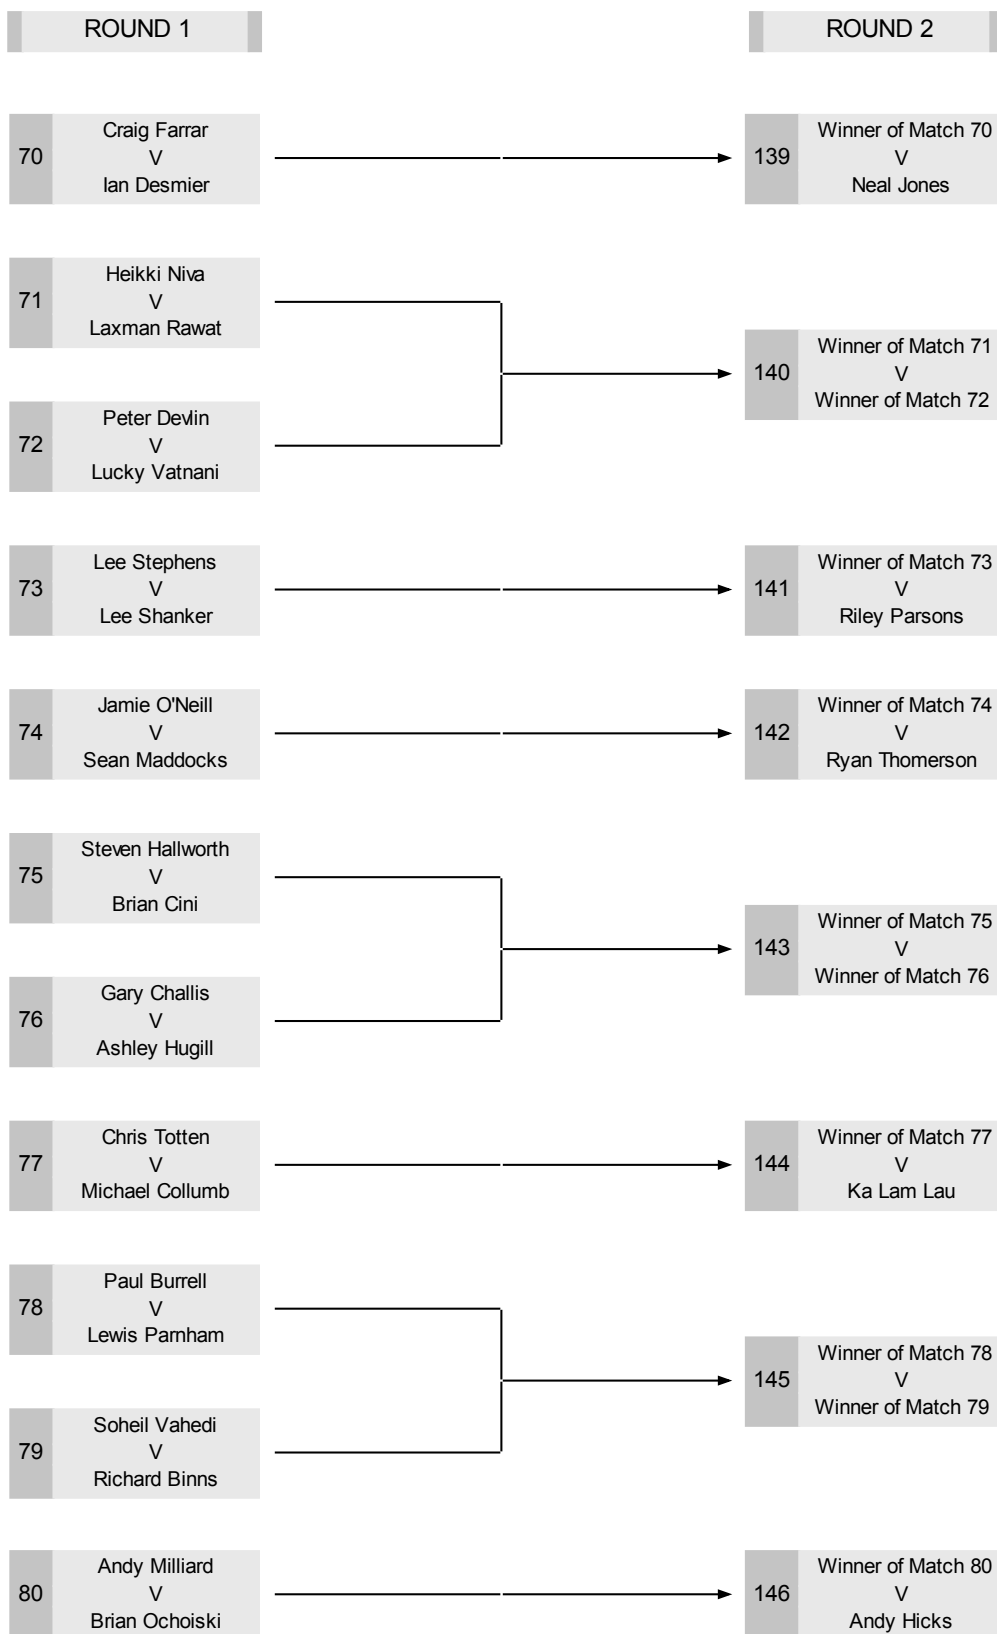 ROUND 1
ROUND 2
70
Craig Farrar
V
Ian Desmier
139
Winner of Match 70
V
Neal Jones
71
Heikki Niva
V
Laxman Rawat
140
Winner of Match 71
V
Winner of Match 72
72
Peter Devlin
V
Lucky Vatnani
73
Lee Stephens
V
Lee Shanker
141
Winner of Match 73
V
Riley Parsons
74
Jamie O'Neill
V
Sean Maddocks
142
Winner of Match 74
V
Ryan Thomerson
75
Steven Hallworth
V
Brian Cini
143
Winner of Match 75
V
Winner of Match 76
76
Gary Challis
V
Ashley Hugill
77
Chris Totten
V
Michael Collumb
144
Winner of Match 77
V
Ka Lam Lau
78
Paul Burrell
V
Lewis Parnham
145
Winner of Match 78
V
Winner of Match 79
79
Soheil Vahedi
V
Richard Binns
80
Andy Milliard
V
Brian Ochoiski
146
Winner of Match 80
V
Andy Hicks